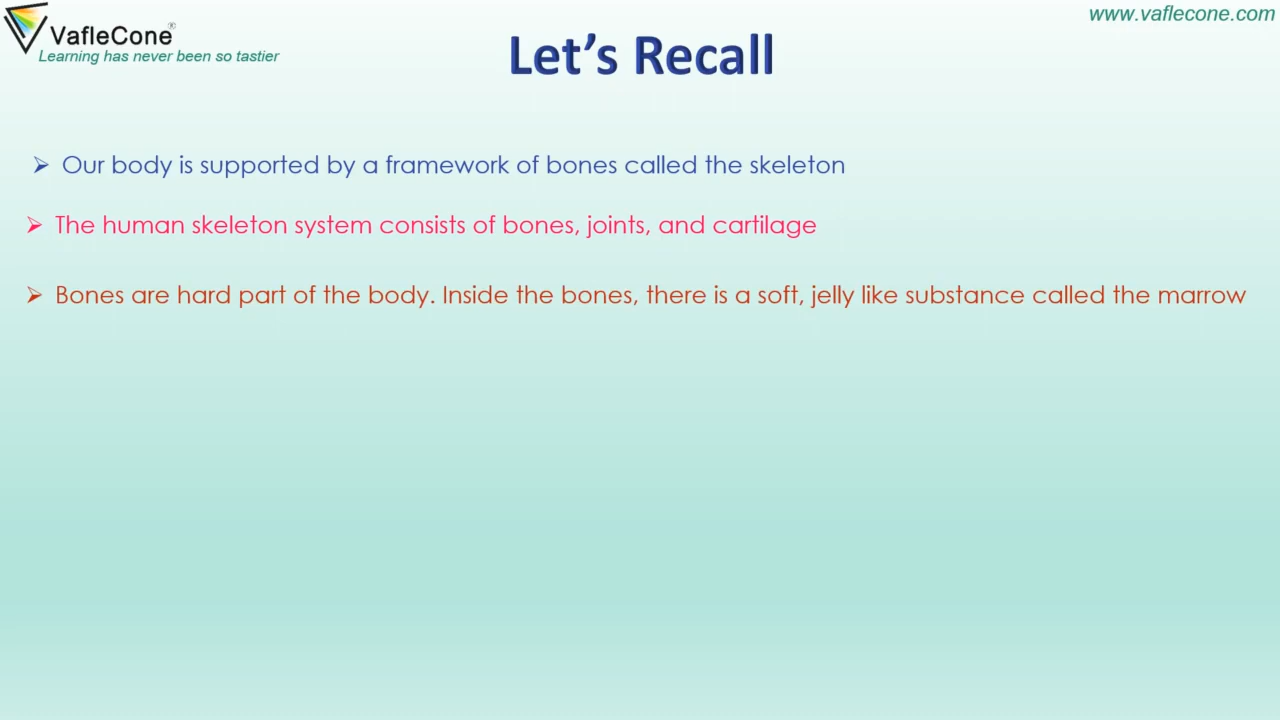 www.vaflecone.com
VafleCone®
Learning has never been so tastier
Let's Recall
➢ Our body is supported by a framework of bones called the skeleton
➢ The human skeleton system consists of bones, joints, and cartilage
➢ Bones are hard part of the body. Inside the bones, there is a soft, jelly like substance called the marrow